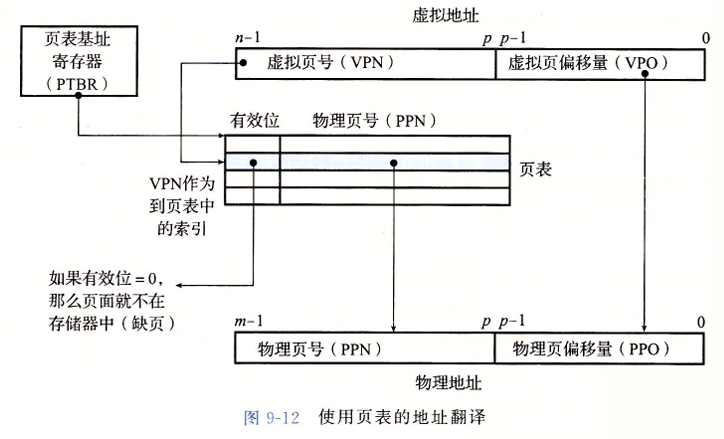 虚拟地址
页表基址
寄存器
（PTBR）
n−1 p p−1 0
虚拟页号（VPN） 虚拟页偏移量（VPO）
有效位 物理页号（PPN）
页表
VPN作为
到页表中
的索引
如果有效位=0，
那么页面就不在
存储器中（缺页）
m−1 p p−1 0
物理页号（PPN） 物理页偏移量（PPO）
物理地址
图 9-12 使用页表的地址翻译